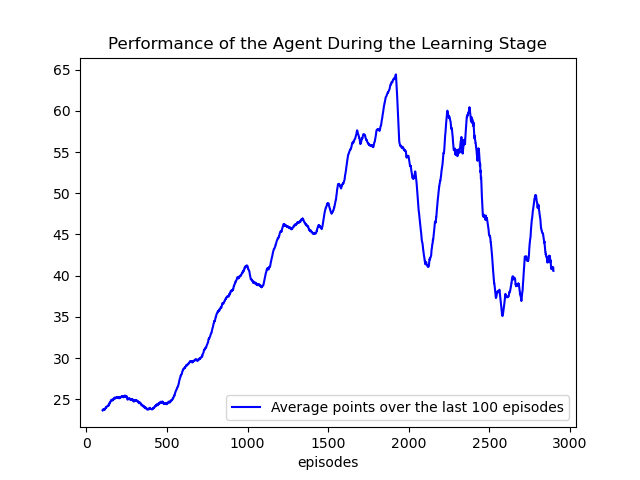 Performance of the Agent During the Learning Stage
65
60
55
50
45
40
35
30
25
Average points over the last 100 episodes
0 500 1000 1500 2000 2500 3000
episodes